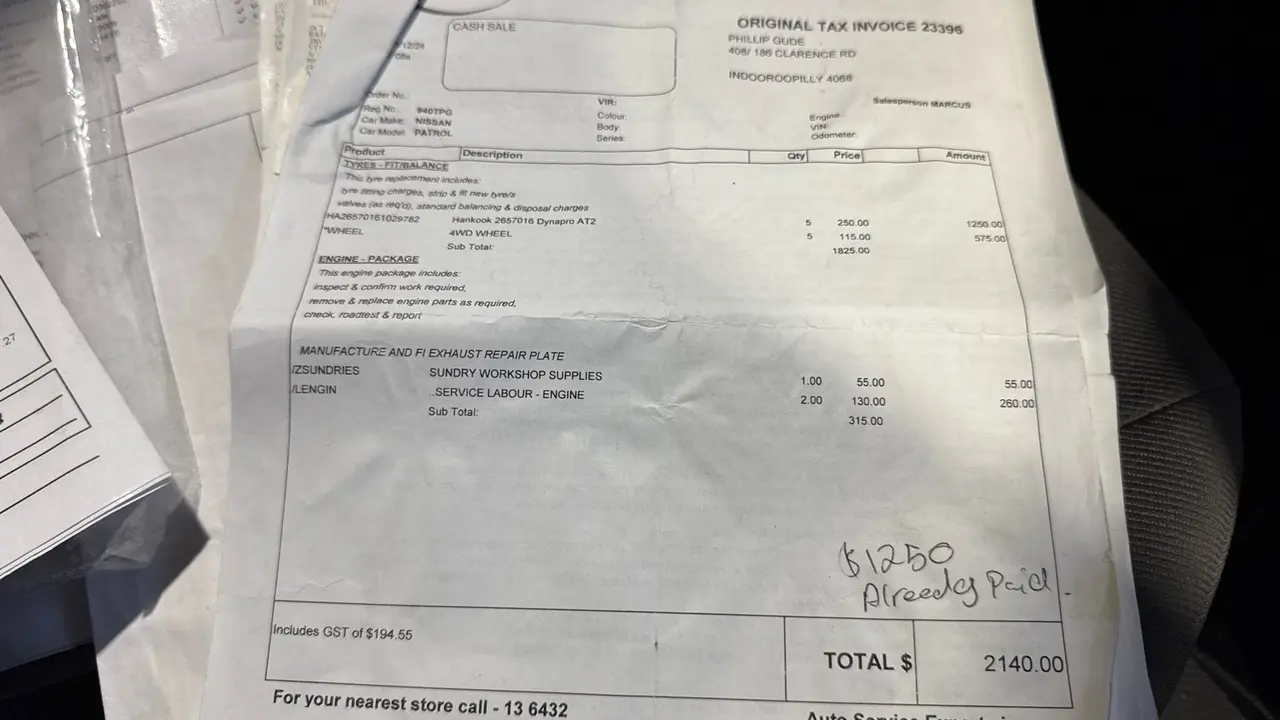 CASH SALE
ORIGINAL TAX INVOICE 23396
PHILLIP GUDE
408/ 186 CLARENCE RD
INDOOROOPILLY 4068
/12/24
Order No.
Reg No. 940TPG
Car Make: NISSAN
Car Model: PATROL
VIR:
Colour:
Body:
Series:
Salesperson MARCUS
Engine
VIN:
Odometer:
Product Description Qty Price Amount
TYRES - FIT/BALANCE
This tyre replacement includes:
tyre fitting charges, strip & fit new tyre/s
valves (as req'd), standard balancing & disposal charges
HA26570161029782 Hankook 2657016 Dynapro AT2 5 250.00 1250.00
*WHEEL 4WD WHEEL 5 115.00 575.00
Sub Total: 1825.00
ENGINE - PACKAGE
This engine package includes:
inspect & confirm work required,
remove & replace engine parts as required,
check, roadtest & report
MANUFACTURE AND FI EXHAUST REPAIR PLATE
/ZSUNDRIES SUNDRY WORKSHOP SUPPLIES 1.00 55.00 55.00
/LENGIN ..SERVICE LABOUR - ENGINE 2.00 130.00 260.00
Sub Total: 315.00
$1250
Already Paid.
Includes GST of $194.55
TOTAL $ 2140.00
For your nearest store call - 13 6432
Auto Service
.27